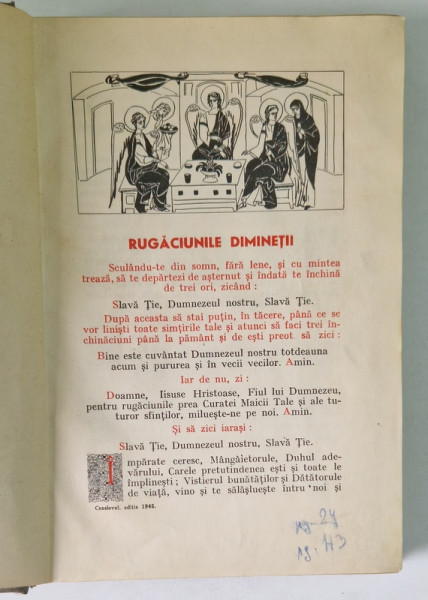 RUGĂCIUNILE DIMINEȚII
Sculându-te din somn, fără lene, și cu mintea
trează, să te depărtezi de așternut și îndată te închină
de trei ori, zicând :
Slavă Ție, Dumnezeul nostru, Slavă Ție.
După aceasta să stai puțin, în tăcere, până ce se
vor liniști toate simțirile tale și atunci să faci trei în-
chinăciuni până la pământ și de ești preot să zici :
Bine este cuvântat Dumnezeul nostru totdeauna
acum și pururea și în vecii vecilor. Amin.
Iar de nu, zi :
Doamne, Iisuse Hristoase, Fiul lui Dumnezeu,
pentru rugăciunile prea Curatei Maicii Tale și ale tu-
turor sfinților, miluește-ne pe noi. Amin.
Și să zici iarași :
Slavă Ție, Dumnezeul nostru, Slavă Ție.
Împărate ceresc, Mângâietorule, Duhul ade-
vărului, Carele pretutindenea ești și toate le
împlinești ; Vistierul bunătăților și Dătătorule
de viață, vino și te sălășluește întru noi și
Ceaslovul, ediția 1945.